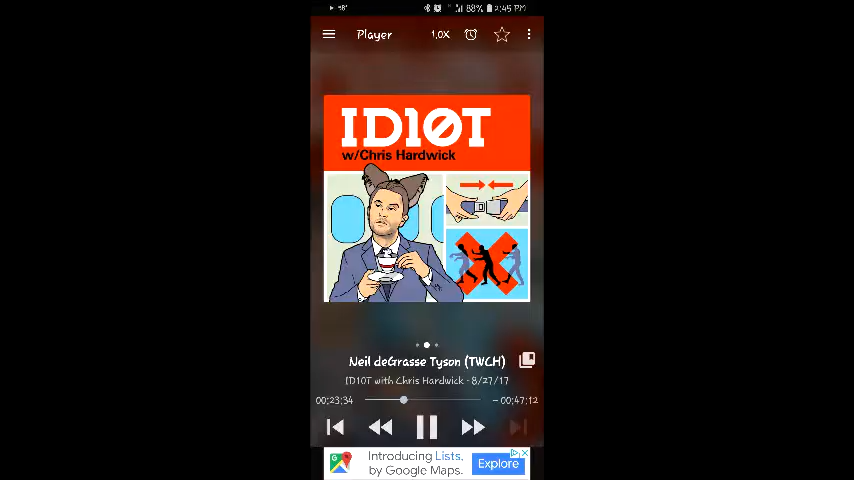 88% 2:45 PM
Player 1.0X
ID10T
w/Chris Hardwick
Neil deGrasse Tyson (TWCH)
ID10T with Chris Hardwick - 8/27/17
00:23:34 -00:47:12
Introducing Lists,
by Google Maps.
Explore